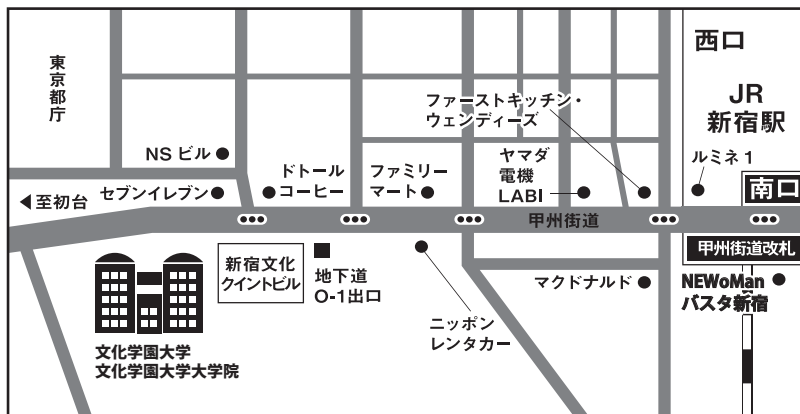 東京都庁
西口
JR
新宿駅
ファーストキッチン・
ウェンディーズ
NS ビル
ドトール
コーヒー
ファミリー
マート
ヤマダ
電機
LABI
ルミネ 1
南口
至初台
セブンイレブン
甲州街道
甲州街道改札
新宿文化
クイントビル
地下道
O-1出口
マクドナルド
NEWoMan
バスタ新宿
ニッポン
レンタカー
文化学園大学
文化学園大学大学院